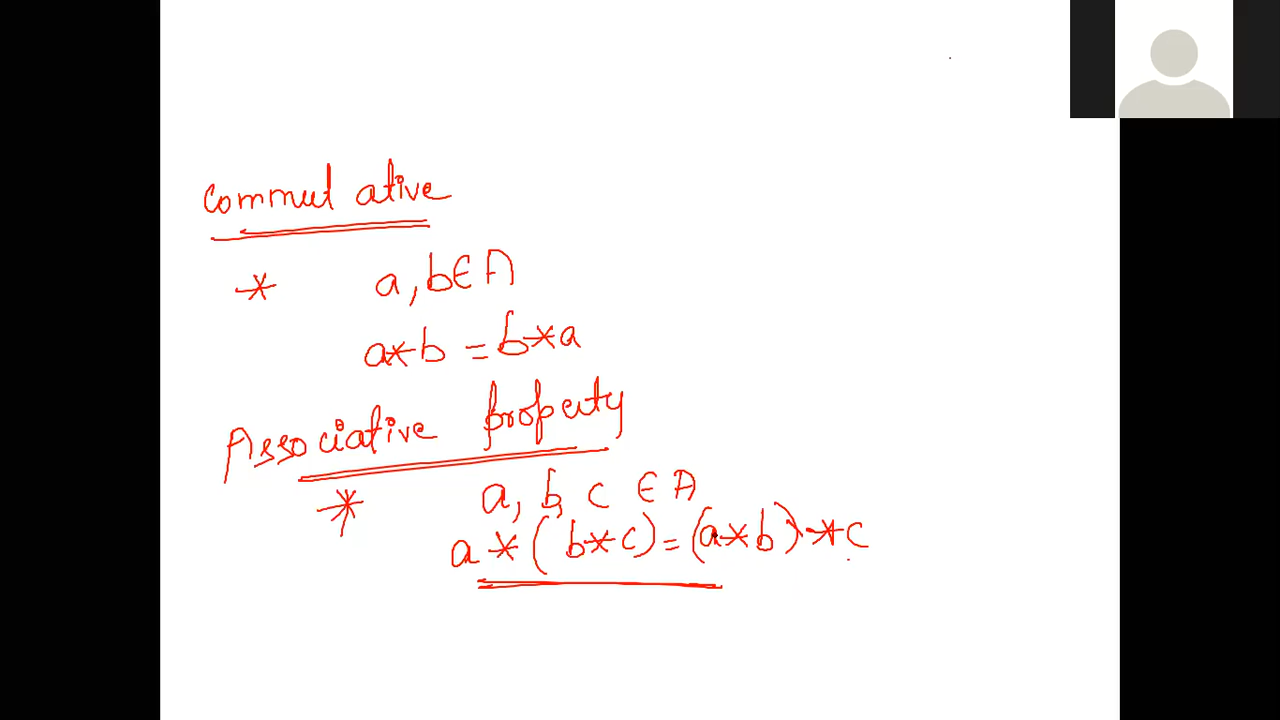 Commutative
* a, b ∈ A
a * b = b * a
Associative property
* a, b, c ∈ A
a * ( b * c ) = (a * b) * c